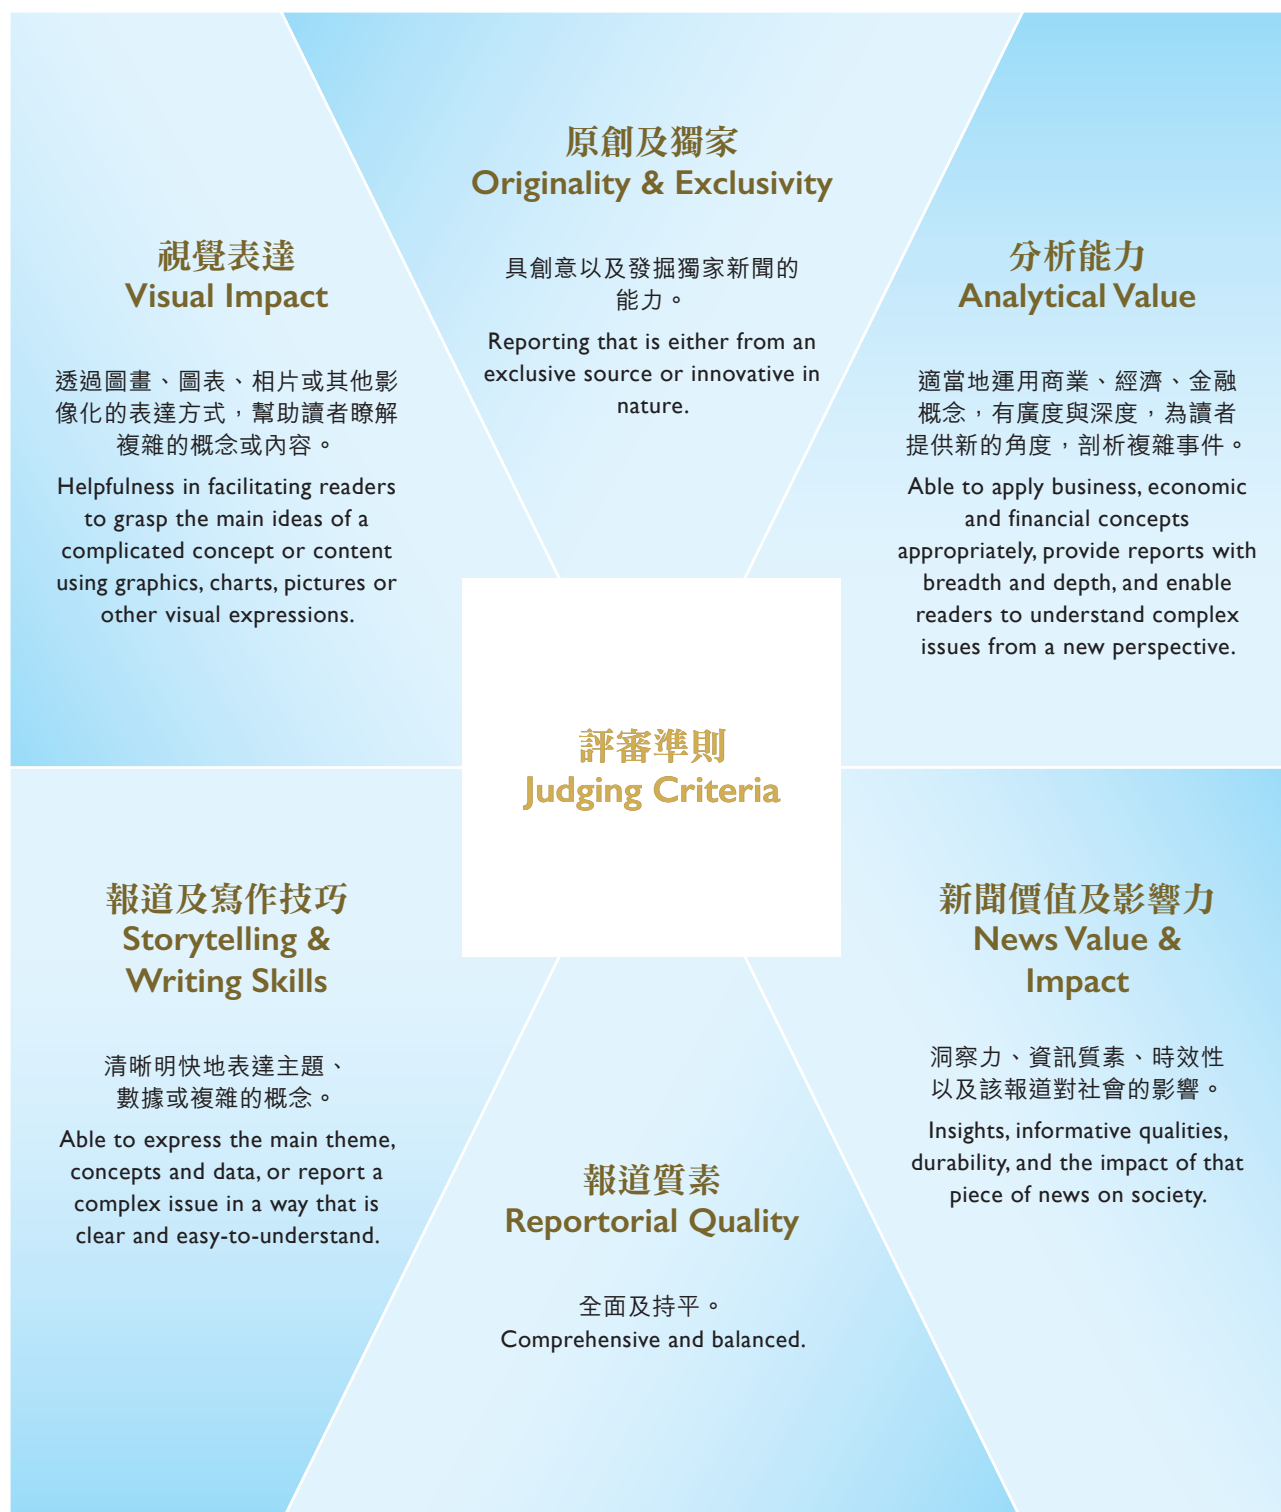 原創及獨家
Originality & Exclusivity
具創意以及發掘獨家新聞的
能力。
Reporting that is either from an
exclusive source or innovative in
nature.
視覺表達
Visual Impact
透過圖畫、圖表、相片或其他影
像化的表達方式，幫助讀者瞭解
複雜的概念或內容。
Helpfulness in facilitating readers
to grasp the main ideas of a
complicated concept or content
using graphics, charts, pictures or
other visual expressions.
分析能力
Analytical Value
適當地運用商業、經濟、金融
概念，有廣度與深度，為讀者
提供新的角度，剖析複雜事件。
Able to apply business, economic
and financial concepts
appropriately, provide reports with
breadth and depth, and enable
readers to understand complex
issues from a new perspective.
評審準則
Judging Criteria
報道及寫作技巧
Storytelling &
Writing Skills
清晰明快地表達主題、
數據或複雜的概念。
Able to express the main theme,
concepts and data, or report a
complex issue in a way that is
clear and easy-to-understand.
新聞價值及影響力
News Value &
Impact
洞察力、資訊質素、時效性
以及該報道對社會的影響。
Insights, informative qualities,
durability, and the impact of that
piece of news on society.
報道質素
Reportorial Quality
全面及持平。
Comprehensive and balanced.